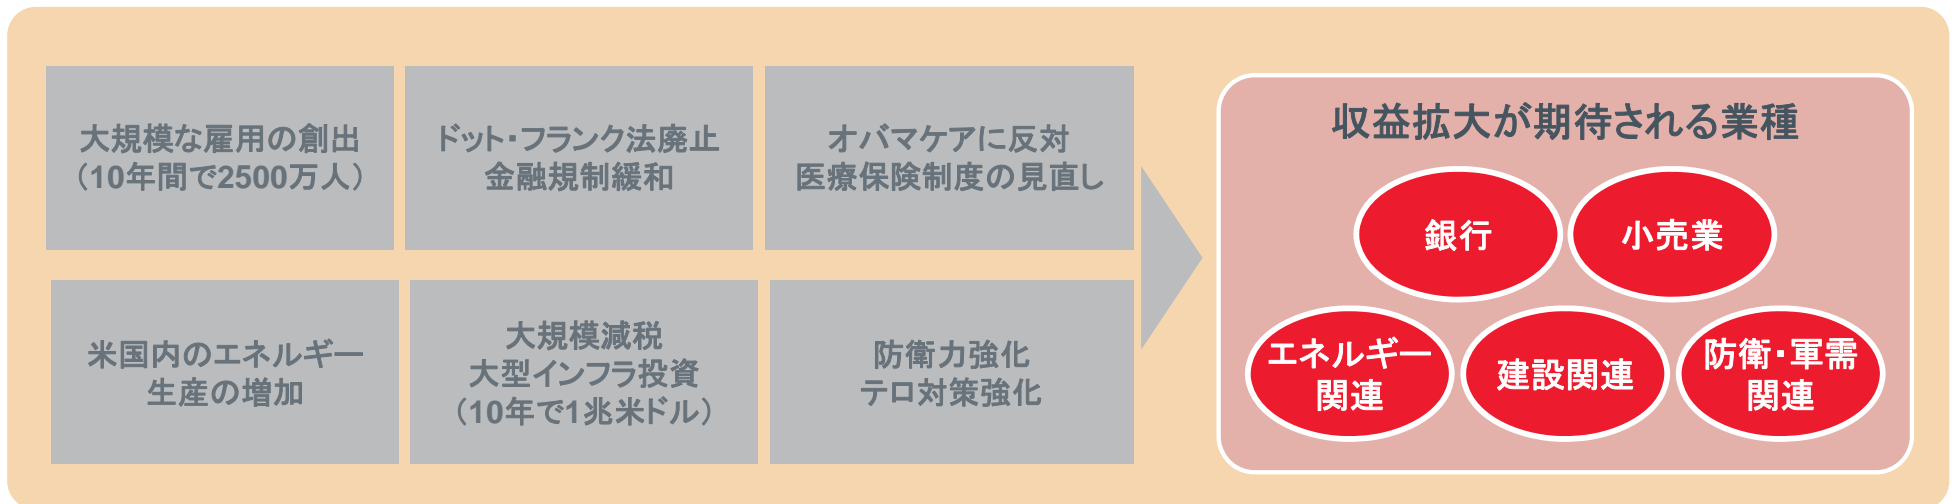 大規模な雇用の創出
（10年間で2500万人）
ドット・フランク法廃止
金融規制緩和
オバマケアに反対
医療保険制度の見直し
米国内のエネルギー
生産の増加
大規模減税
大型インフラ投資
（10年で1兆米ドル）
防衛力強化
テロ対策強化
収益拡大が期待される業種
銀行
小売業
エネルギー
関連
建設関連
防衛・軍需
関連